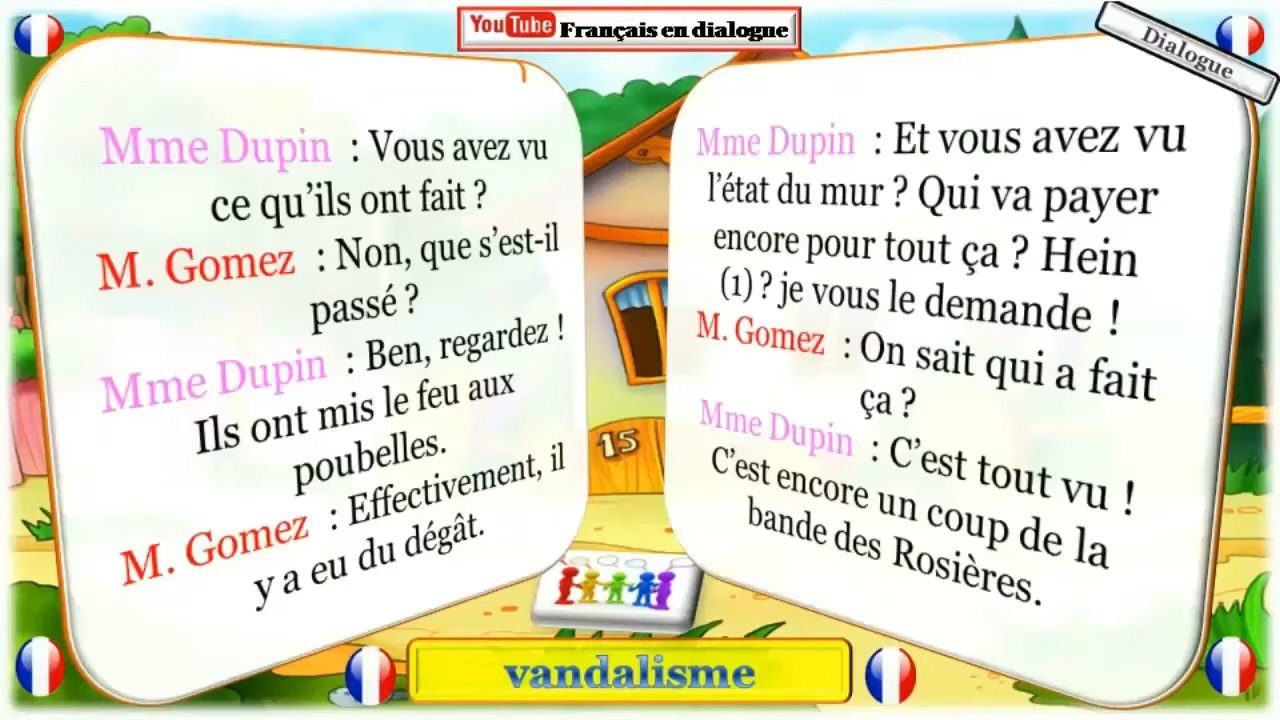 YouTube Français en dialogue
Dialogue
Mme Dupin : Vous avez vu
ce qu'ils ont fait ?
M. Gomez : Non, que s'est-il
passé ?
Mme Dupin : Ben, regardez !
Ils ont mis le feu aux
poubelles.
M. Gomez : Effectivement, il
y a eu du dégât.
Mme Dupin : Et vous avez vu
l'état du mur ? Qui va payer
encore pour tout ça ? Hein
(1) ? je vous le demande !
M. Gomez : On sait qui a fait
ça ?
Mme Dupin : C'est tout vu !
C'est encore un coup de la
bande des Rosières.
15
vandalisme